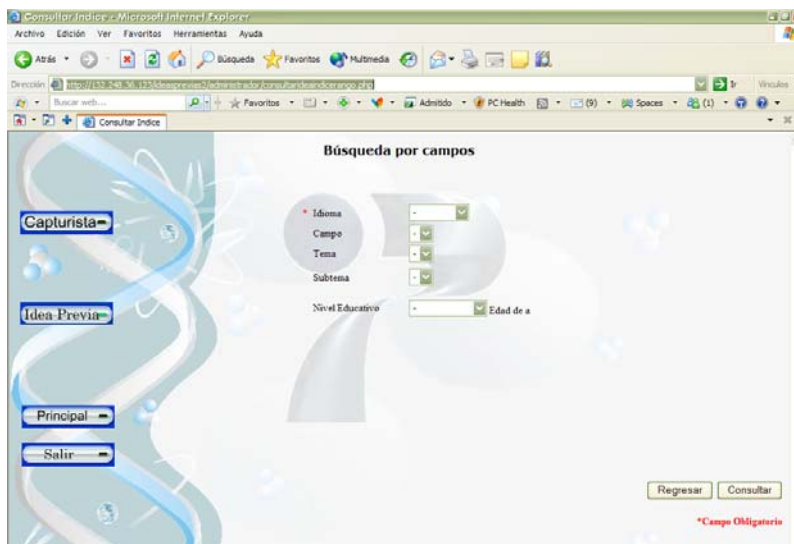 Consultar Indice - Microsoft Internet Explorer
Archivo Edición Ver Favoritos Herramientas Ayuda
Atrás Búsqueda Favoritos Multimedia
Dirección Ir Vínculos
Buscar web... Favoritos Admitido PC Health (9) Spaces (1)
Consultar Indice
Búsqueda por campos
Capturista
* Idioma -
Campo -
Tema -
Subtema -
Idea Previa
Nivel Educativo - Edad de a
Principal
Salir
Regresar Consultar
*Campo Obligatorio